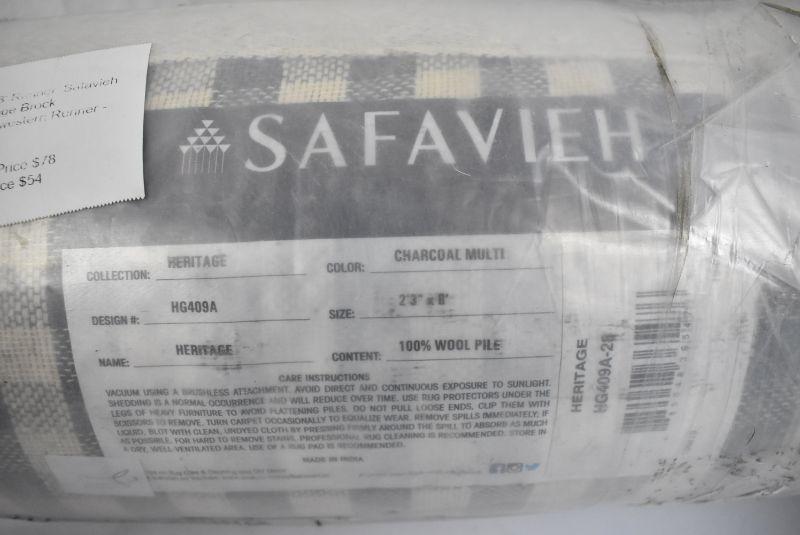 Runner Safavieh
Brock
Runner -
Price $78
ce $54
SAFAVIEH
COLLECTION: HERITAGE
COLOR: CHARCOAL MULTI
DESIGN #: HG409A
SIZE: 2'3" x 8'
NAME: HERITAGE
CONTENT: 100% WOOL PILE
CARE INSTRUCTIONS
VACUUM USING A BRUSHLESS ATTACHMENT. AVOID DIRECT AND CONTINUOUS EXPOSURE TO SUNLIGHT.
SHEDDING IS A NORMAL OCCURRENCE AND WILL REDUCE OVER TIME. USE RUG PROTECTORS UNDER THE
LEGS OF HEAVY FURNITURE TO AVOID FLATTENING PILES. DO NOT PULL LOOSE ENDS, CLIP THEM WITH
SCISSORS TO REMOVE. TURN CARPET OCCASIONALLY TO EQUALIZE WEAR. REMOVE SPILLS IMMEDIATELY; IF
LIQUID, BLOT WITH CLEAN, UNDYED CLOTH BY PRESSING FIRMLY AROUND THE SPILL TO ABSORB AS MUCH
AS POSSIBLE. FOR HARD TO REMOVE STAINS, PROFESSIONAL RUG CLEANING IS RECOMMENDED. STORE IN
A DRY, WELL-VENTILATED AREA. USE OF A RUG PAD IS RECOMMENDED.
MADE IN INDIA
HERITAGE
HG409A-28